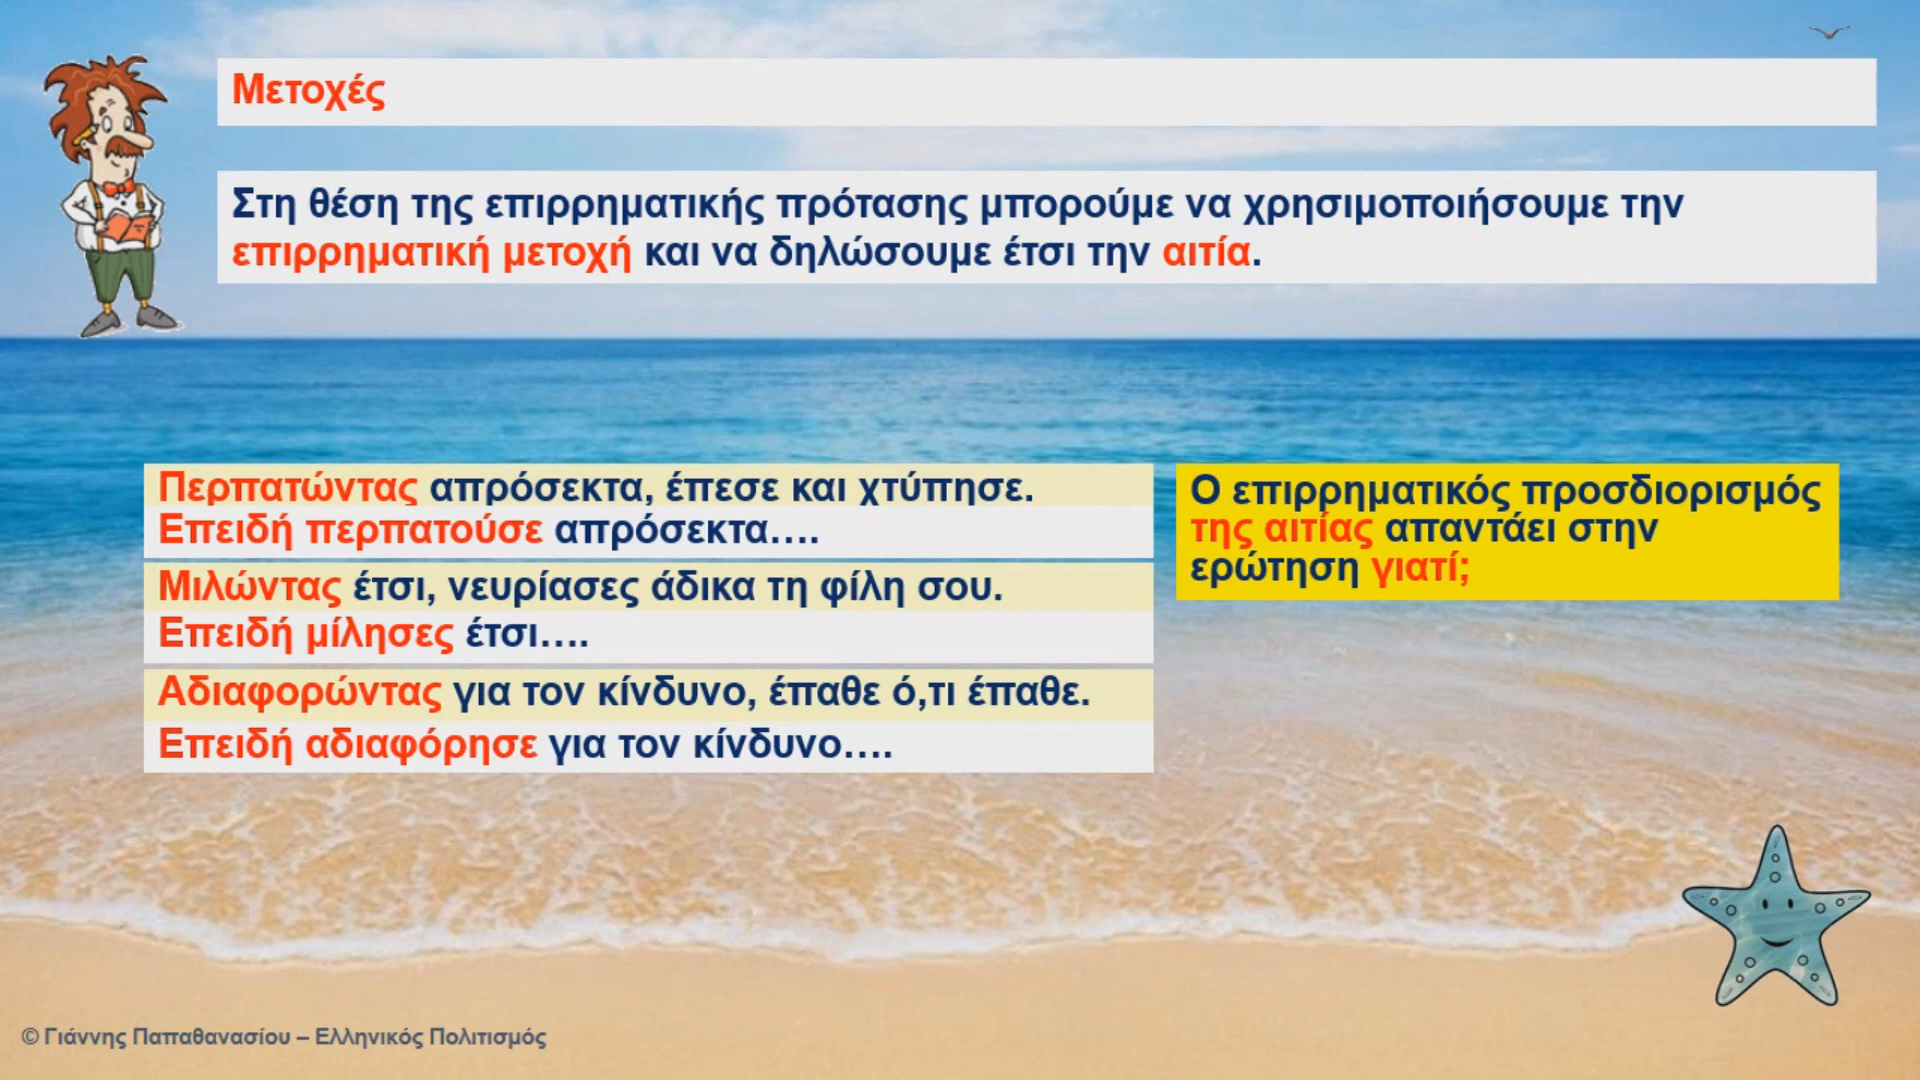 Μετοχές
Στη θέση της επιρρηματικής πρότασης μπορούμε να χρησιμοποιήσουμε την
επιρρηματική μετοχή και να δηλώσουμε έτσι την αιτία.
Περπατώντας απρόσεκτα, έπεσε και χτύπησε.
Επειδή περπατούσε απρόσεκτα….
Μιλώντας έτσι, νευρίασες άδικα τη φίλη σου.
Επειδή μίλησες έτσι….
Αδιαφορώντας για τον κίνδυνο, έπαθε ό,τι έπαθε.
Επειδή αδιαφόρησε για τον κίνδυνο….
Ο επιρρηματικός προσδιορισμός
της αιτίας απαντάει στην
ερώτηση γιατί;
© Γιάννης Παπαθανασίου – Ελληνικός Πολιτισμός